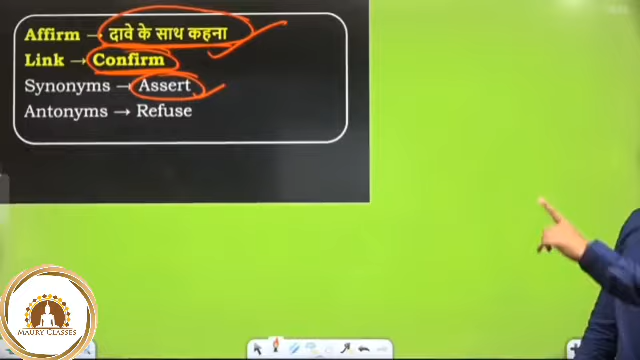 Affirm → दावे के साथ कहना
Link → Confirm
Synonyms → Assert
Antonyms → Refuse
MAURY CLASSES